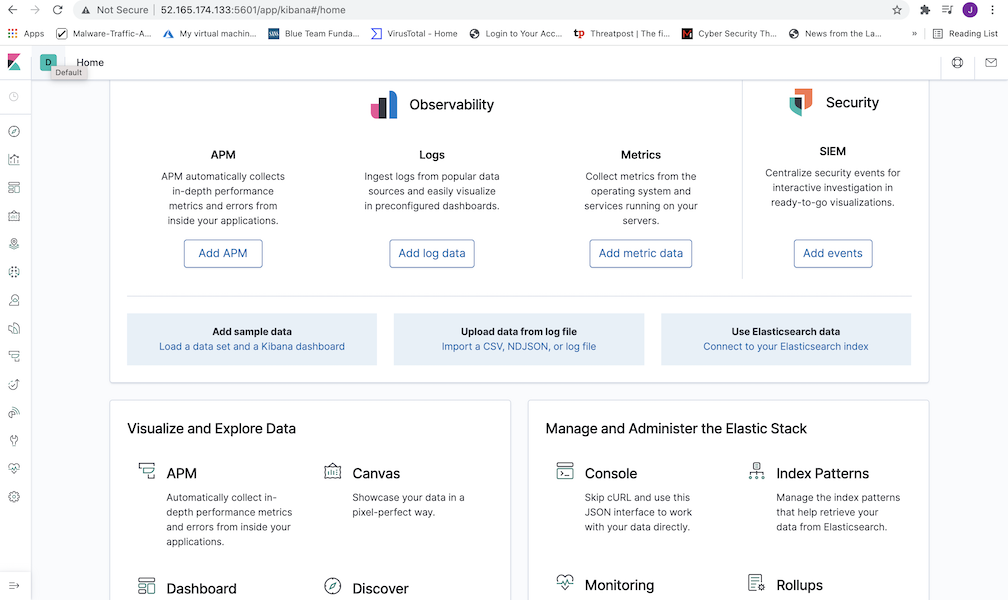 Not Secure | 52.165.174.133:5601/app/kibana#/home
J
Apps Malware-Traffic-A... My virtual machin... Blue Team Funda... VirusTotal - Home Login to Your Acc... Threatpost | The fi... Cyber Security Th... News from the La... » Reading List
D Home
Default
Observability
Security
APM
APM automatically collects
in-depth performance
metrics and errors from
inside your applications.
Add APM
Logs
Ingest logs from popular data
sources and easily visualize
in preconfigured dashboards.
Add log data
Metrics
Collect metrics from the
operating system and
services running on your
servers.
Add metric data
SIEM
Centralize security events for
interactive investigation in
ready-to-go visualizations.
Add events
Add sample data
Load a data set and a Kibana dashboard
Upload data from log file
Import a CSV, NDJSON, or log file
Use Elasticsearch data
Connect to your Elasticsearch index
Visualize and Explore Data
APM
Automatically collect in-
depth performance metrics
and errors from inside your
applications.
Canvas
Showcase your data in a
pixel-perfect way.
Dashboard
Discover
Manage and Administer the Elastic Stack
Console
Skip cURL and use this
JSON interface to work
with your data directly.
Index Patterns
Manage the index patterns
that help retrieve your
data from Elasticsearch.
Monitoring
Rollups